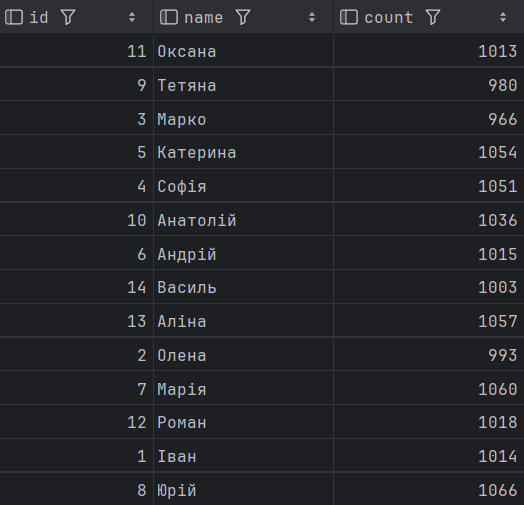 id name count
11 Оксана 1013
9 Тетяна 980
3 Марко 966
5 Катерина 1054
4 Софія 1051
10 Анатолій 1036
6 Андрій 1015
14 Василь 1003
13 Аліна 1057
2 Олена 993
7 Марія 1060
12 Роман 1018
1 Іван 1014
8 Юрій 1066